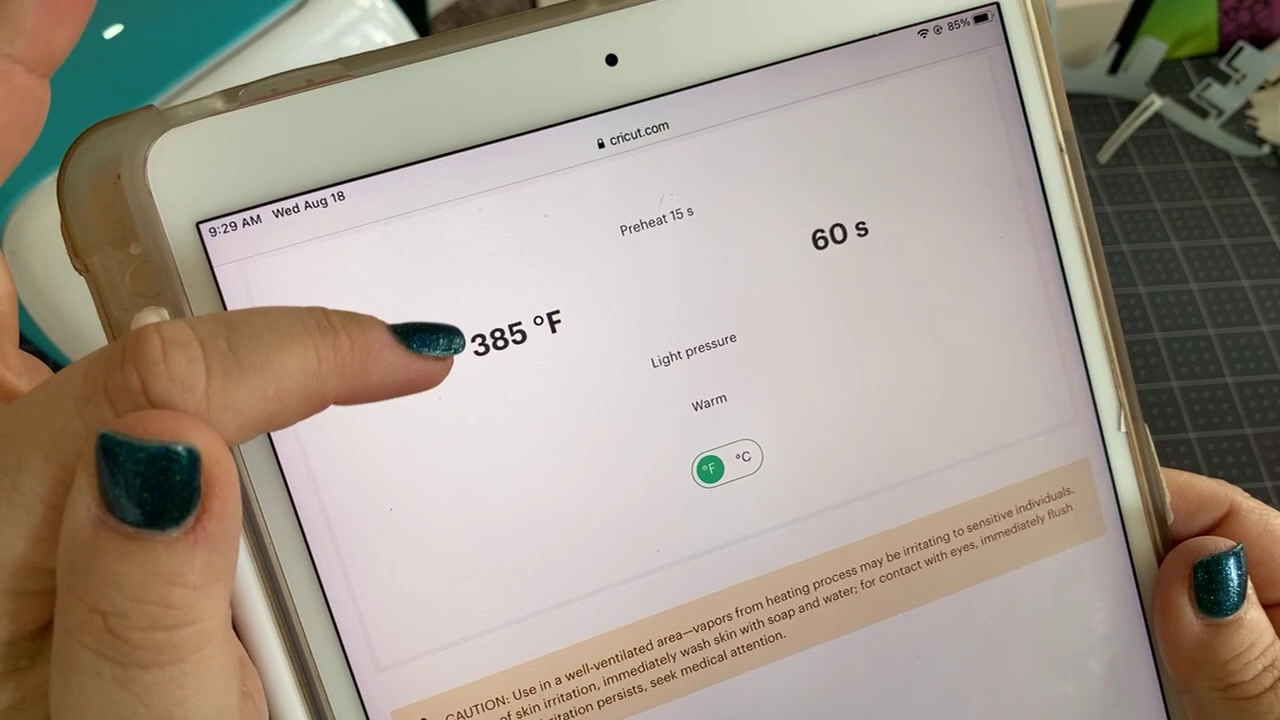 9:29 AM Wed Aug 18
85%
cricut.com
Preheat 15 s
60 s
385 °F
Light pressure
Warm
°F °C
CAUTION: Use in a well-ventilated area—vapors from heating process may be irritating to sensitive individuals.
of skin irritation, immediately wash skin with soap and water; for contact with eyes, immediately flush
persists, seek medical attention.